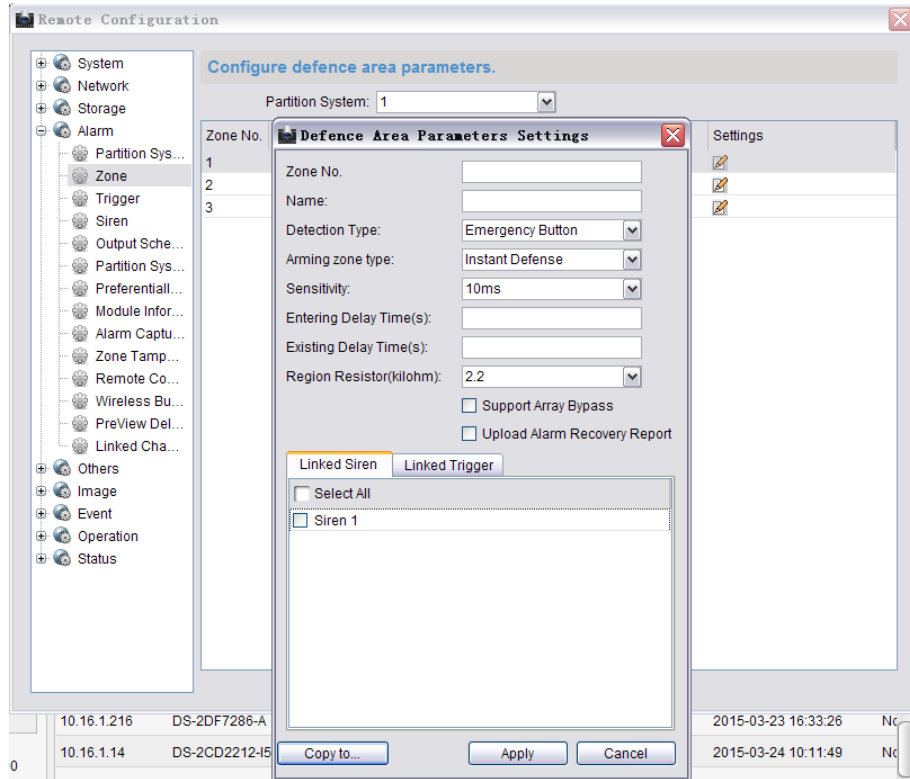 Remote Configuration
System
Network
Storage
Alarm
Partition Sys...
Zone
Trigger
Siren
Output Sche...
Partition Sys...
Preferentiall...
Module Infor...
Alarm Captu...
Zone Tamp...
Remote Co...
Wireless Bu...
PreView Del...
Linked Cha...
Others
Image
Event
Operation
Status
Configure defence area parameters.
Partition System: 1
Zone No. Settings
1
2
3
Defence Area Parameters Settings
Zone No.
Name:
Detection Type: Emergency Button
Arming zone type: Instant Defense
Sensitivity: 10ms
Entering Delay Time(s):
Existing Delay Time(s):
Region Resistor(kilohm): 2.2
Support Array Bypass
Upload Alarm Recovery Report
Linked Siren Linked Trigger
Select All
Siren 1
Copy to... Apply Cancel
10.16.1.216 DS-2DF7286-A 2015-03-23 16:33:26
10.16.1.14 DS-2CD2212-I5 2015-03-24 10:11:49